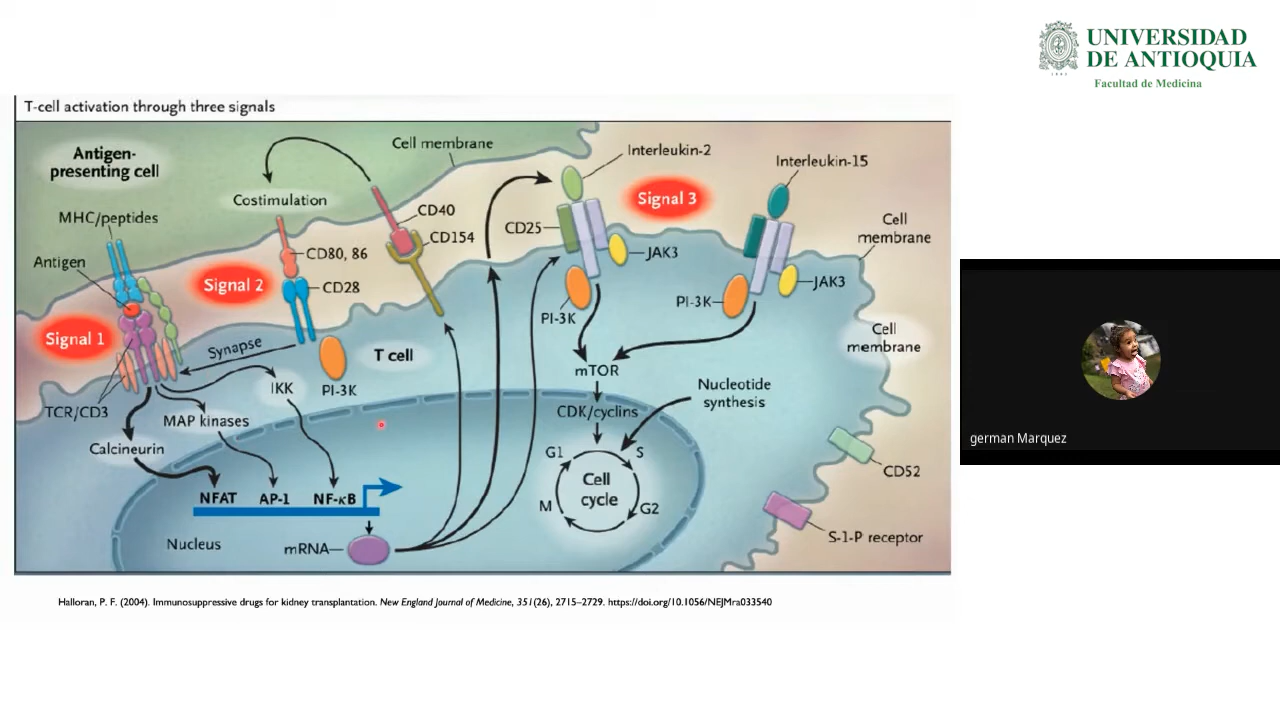 UNIVERSIDAD
DE ANTIOQUIA
1803
Facultad de Medicina
T-cell activation through three signals
Antigen-
presenting cell
Cell membrane
Interleukin-2
Interleukin-15
Costimulation
Signal 3
MHC/peptides
CD40
CD25
Cell
membrane
CD154
Antigen
CD80, 86
JAK3
Signal 2
CD28
JAK3
PI-3K
PI-3K
Signal 1
Synapse
T cell
Cell
membrane
mTOR
IKK
PI-3K
Nucleotide
synthesis
TCR/CD3
MAP kinases
CDK/cyclins
Calcineurin
G1
S
NFAT
AP-1
NF-κB
Cell
cycle
M
G2
CD52
Nucleus
mRNA
S-1-P receptor
german Marquez
Halloran, P. F. (2004). Immunosuppressive drugs for kidney transplantation. New England Journal of Medicine, 351(26), 2715–2729. https://doi.org/10.1056/NEJMra033540